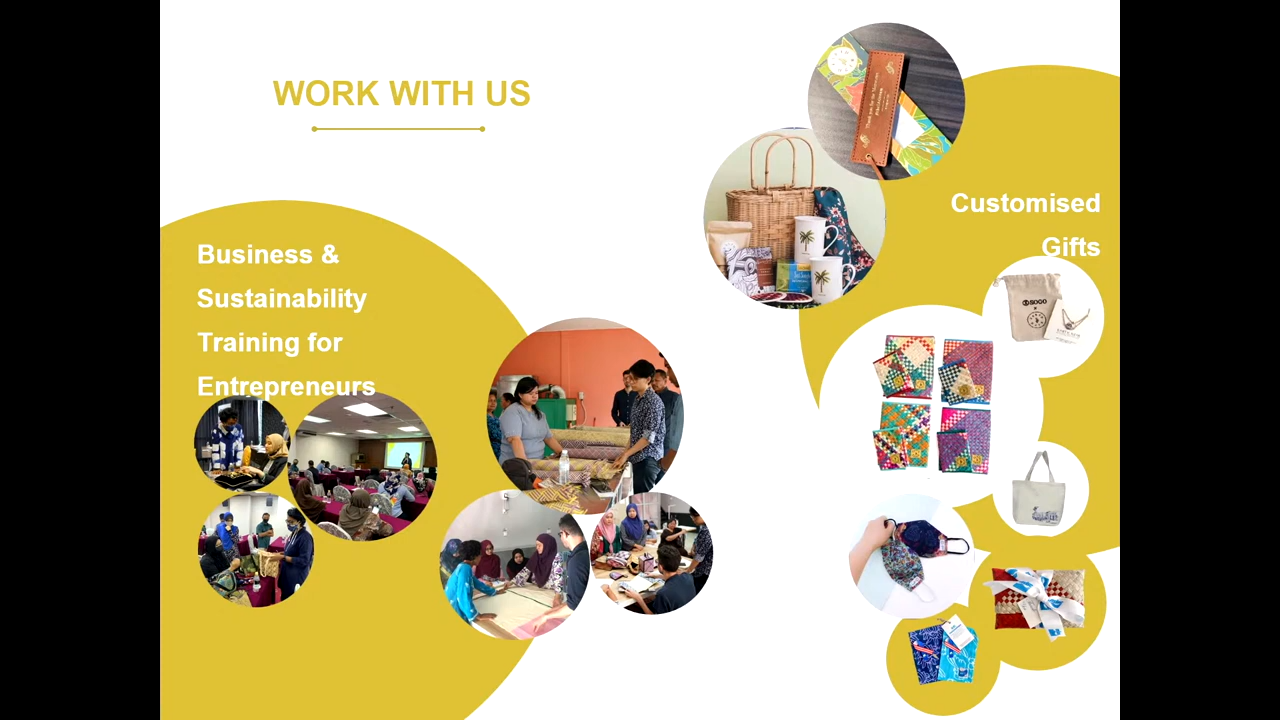 WORK WITH US
Customised
Gifts
Business &
Sustainability
Training for
Entrepreneurs
SOGO